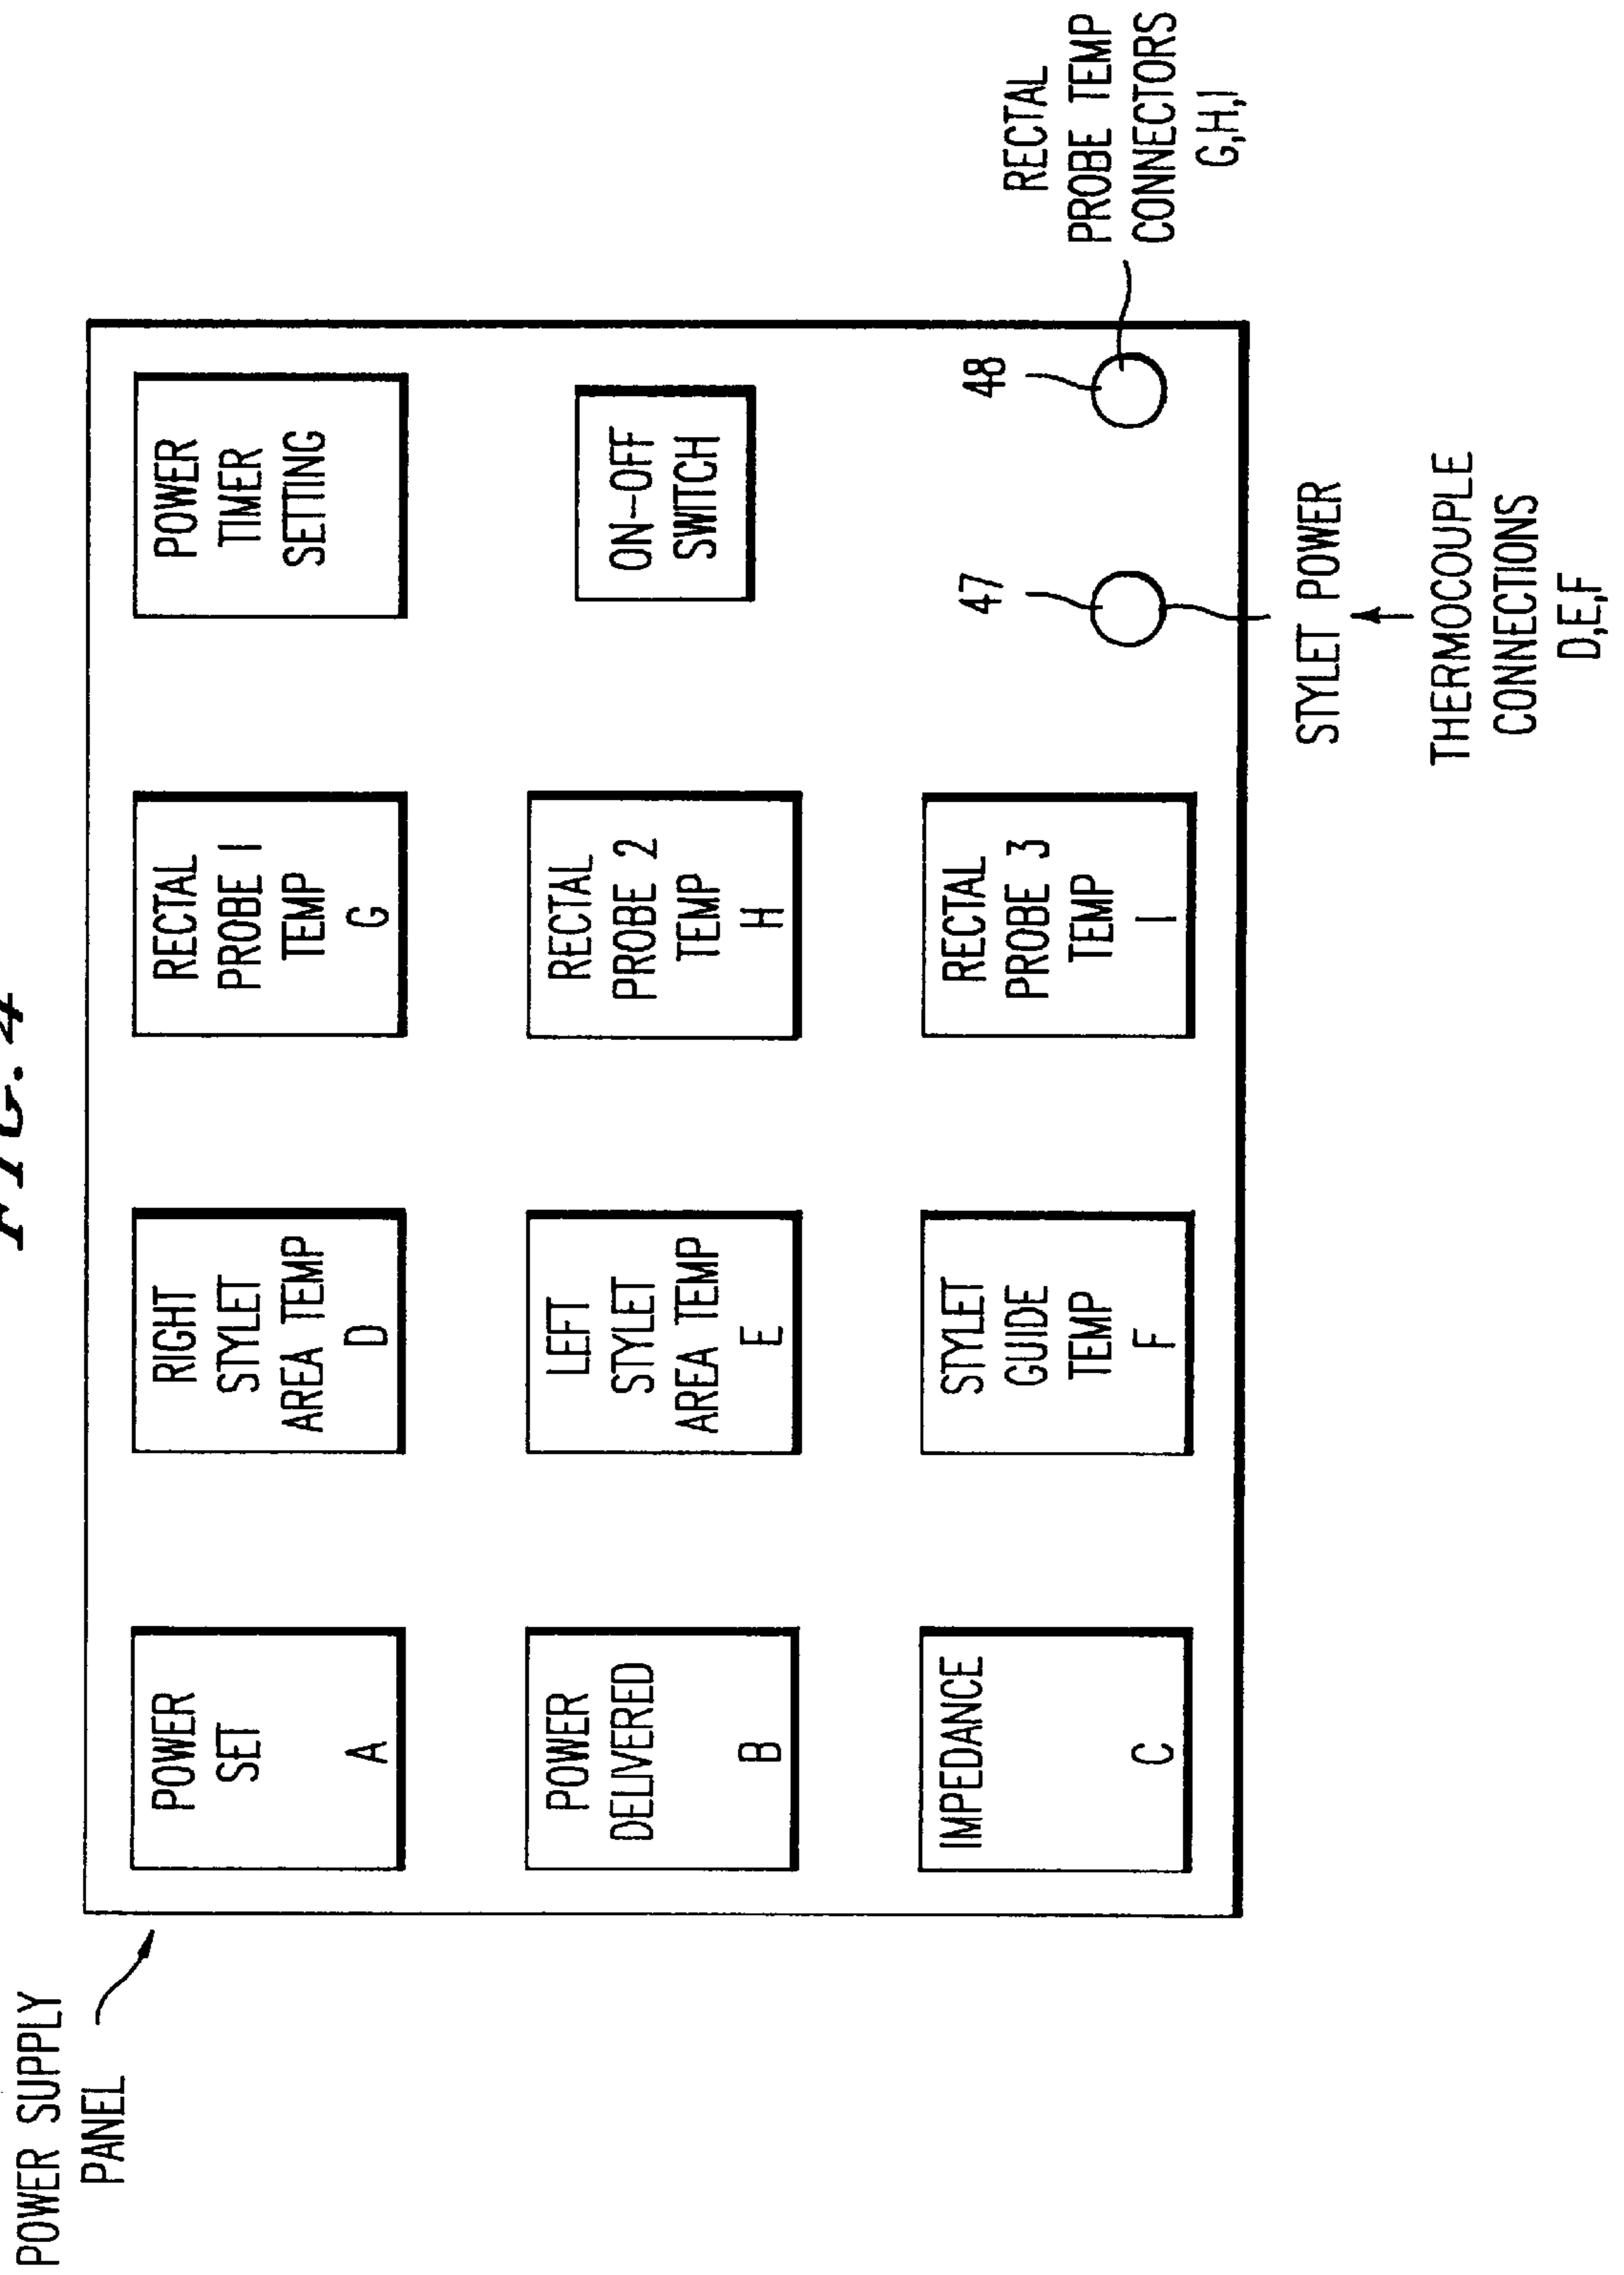 FIG. 4
POWER SUPPLY
PANEL
POWER
SET
A
RIGHT
STYLET
AREA TEMP
D
RECTAL
PROBE 1
TEMP
G
POWER
TIMER
SETTING
POWER
DELIVERED
B
LEFT
STYLET
AREA TEMP
E
RECTAL
PROBE 2
TEMP
H
ON-OFF
SWITCH
IMPEDANCE
C
STYLET
GUIDE
TEMP
F
RECTAL
PROBE 3
TEMP
I
47
48
RECTAL
PROBE TEMP
CONNECTORS
G,H,I
STYLET POWER
THERMOCOUPLE
CONNECTIONS
D,E,F